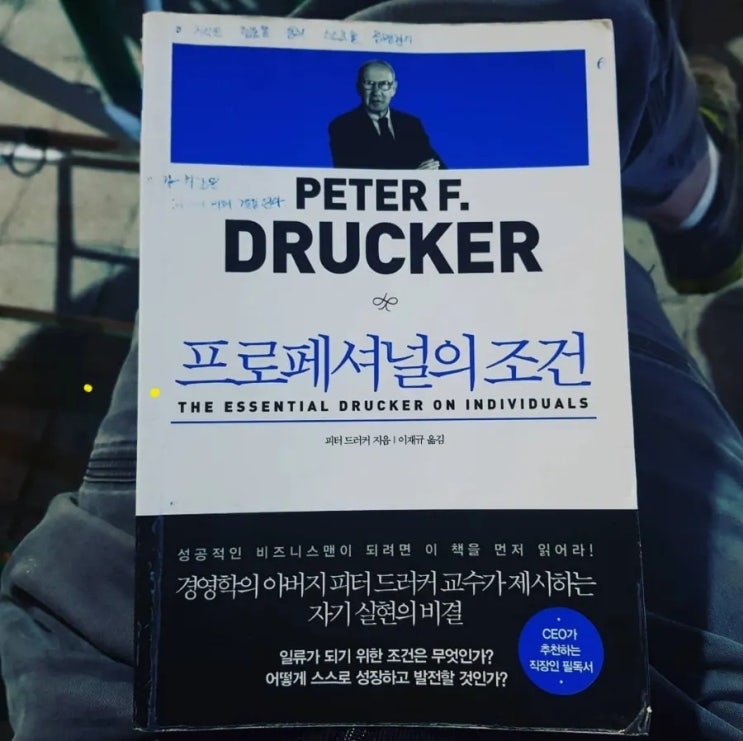 PETER F.
DRUCKER
프로페셔널의 조건
THE ESSENTIAL DRUCKER ON INDIVIDUALS
피터 드러커 지음 | 이재규 옮김
성공적인 비즈니스맨이 되려면 이 책을 먼저 읽어라!
경영학의 아버지 피터 드러커 교수가 제시하는
자기 실현의 비결
일류가 되기 위한 조건은 무엇인가?
어떻게 스스로 성장하고 발전할 것인가?
CEO가
추천하는
직장인 필독서